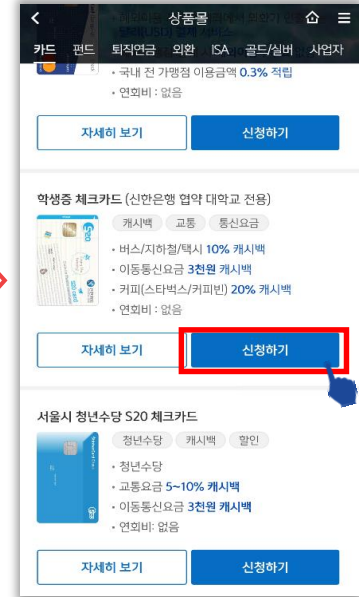 상품몰
카드 펀드 퇴직연금 외환 ISA 골드/실버 사업자
• 국내 전 가맹점 이용금액 0.3% 적립
• 연회비 : 없음
자세히 보기 신청하기
학생증 체크카드 (신한은행 협약 대학교 전용)
캐시백 교통 통신요금
• 버스/지하철/택시 10% 캐시백
• 이동통신요금 3천원 캐시백
• 커피(스타벅스/커피빈) 20% 캐시백
• 연회비 : 없음
자세히 보기 신청하기
서울시 청년수당 S20 체크카드
청년수당 캐시백 할인
• 청년수당
• 교통요금 5~10% 캐시백
• 이동통신요금 3천원 캐시백
• 연회비: 없음
자세히 보기 신청하기
S20